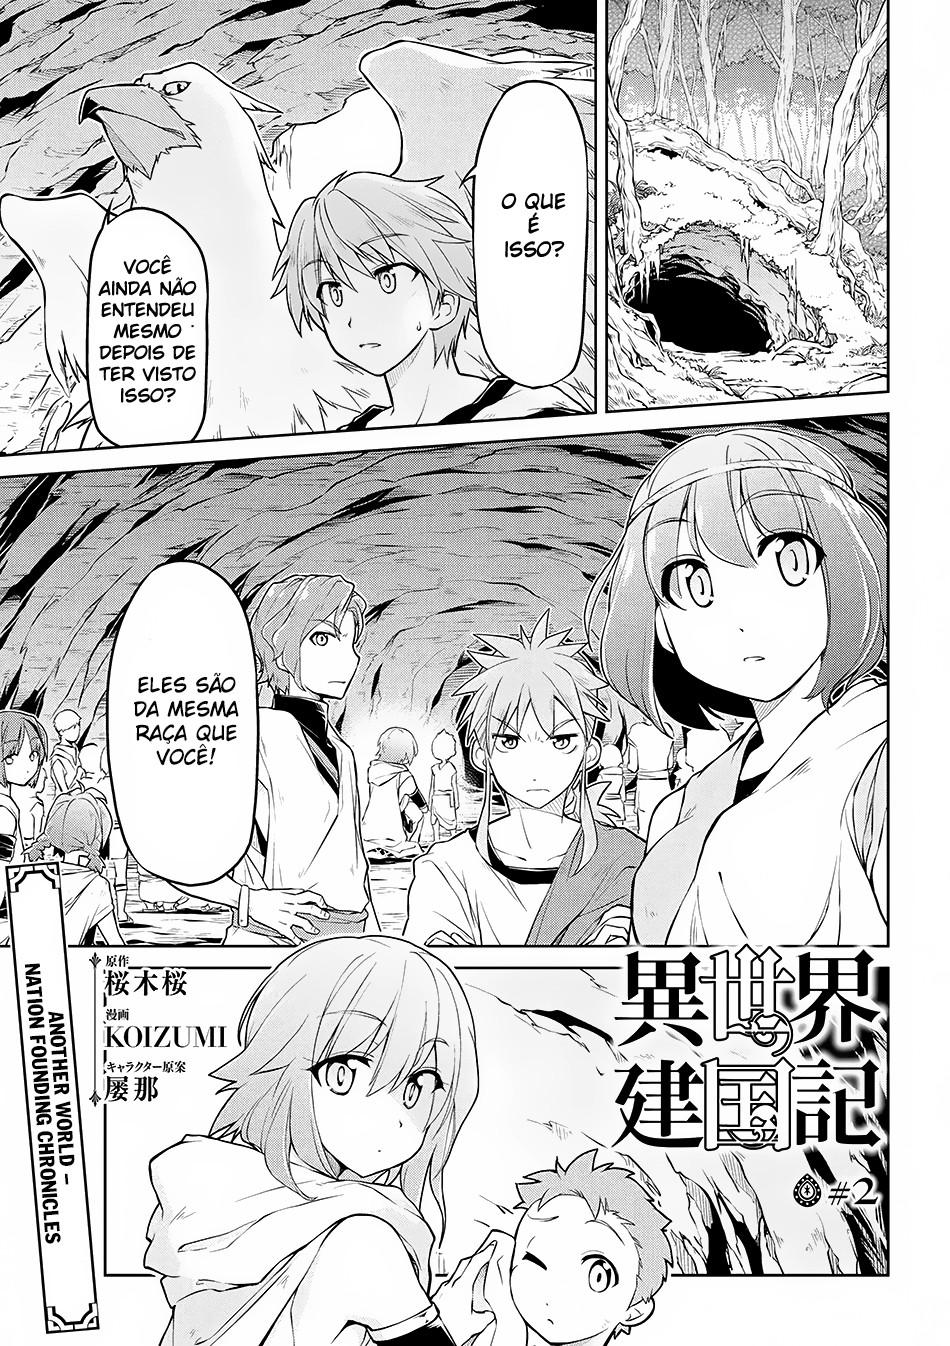 O QUE
É
ISSO?
VOCÊ
AINDA NÃO
ENTENDEU
MESMO
DEPOIS DE
TER VISTO
ISSO?
ELES SÃO
DA MESMA
RAÇA QUE
VOCÊ!
異世界の
建国記
#2
原作
桜木桜
漫画
KOIZUMI
キャラクター原案
屡那
ANOTHER WORLD –
NATION FOUNDING CHRONICLES